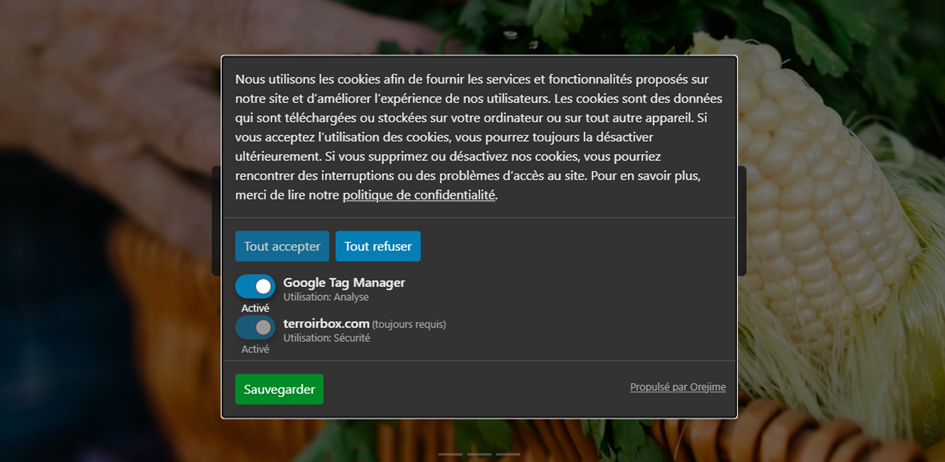 Nous utilisons les cookies afin de fournir les services et fonctionnalités proposés sur
notre site et d’améliorer l’expérience de nos utilisateurs. Les cookies sont des données
qui sont téléchargées ou stockées sur votre ordinateur ou sur tout autre appareil. Si
vous acceptez l’utilisation des cookies, vous pourrez toujours la désactiver
ultérieurement. Si vous supprimez ou désactivez nos cookies, vous pourriez
rencontrer des interruptions ou des problèmes d’accès au site. Pour en savoir plus,
merci de lire notre politique de confidentialité.
Tout accepter Tout refuser
Google Tag Manager
Utilisation: Analyse
Activé
terroirbox.com (toujours requis)
Utilisation: Sécurité
Activé
Sauvegarder Propulsé par Orejime